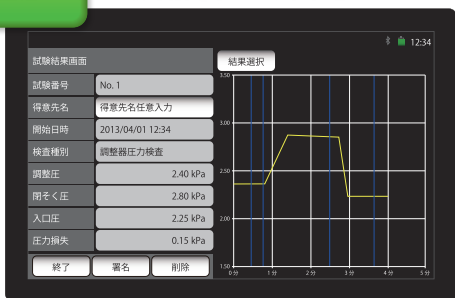 12:34
試験結果画面
結果選択
試験番号 No. 1
得意先名 得意先名任意入力
開始日時 2013/04/01 12:34
検査種別 調整器圧力検査
調整圧 2.40 kPa
閉そく圧 2.80 kPa
入口圧 2.25 kPa
圧力損失 0.15 kPa
終了 署名 削除
3.50
3.00
2.50
2.00
1.50
0 分 1 分 2 分 3 分 4 分 5 分